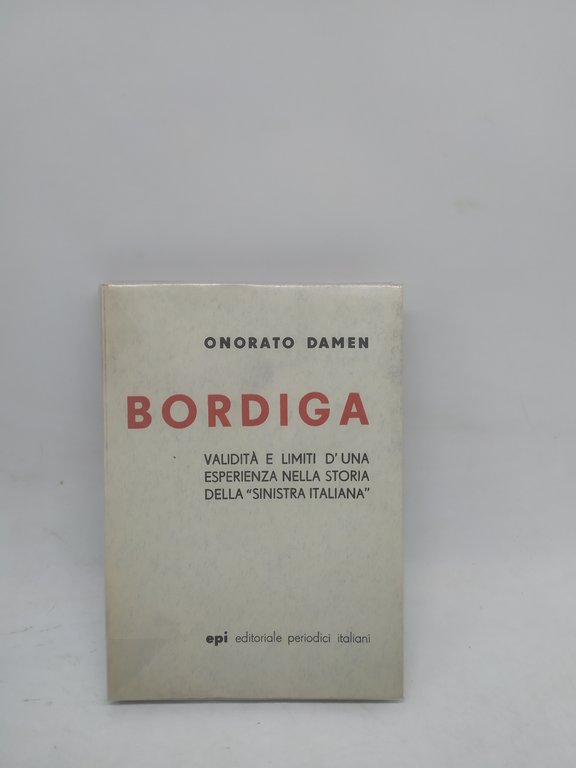 ONORATO DAMEN
BORDIGA
VALIDITÀ E LIMITI D'UNA
ESPERIENZA NELLA STORIA
DELLA "SINISTRA ITALIANA"
epi editoriale periodici italiani